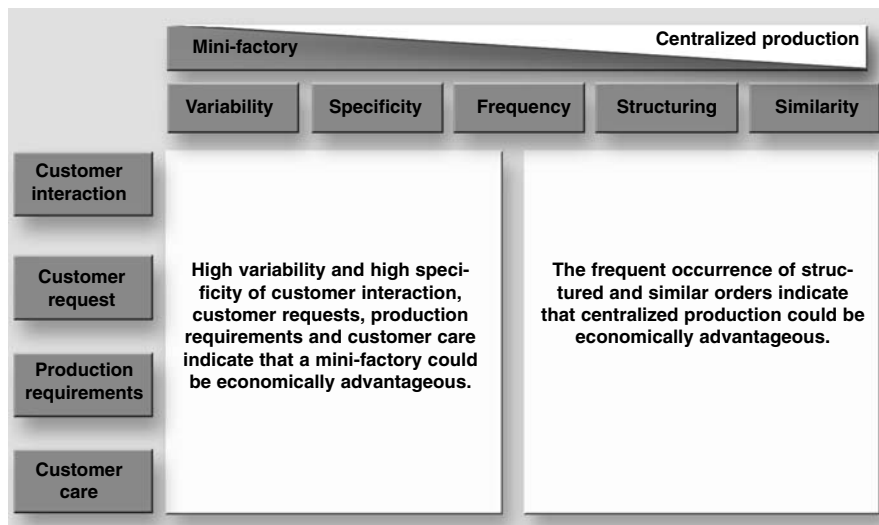 Mini-factory
Centralized production
Variability
Specificity
Frequency
Structuring
Similarity
Customer
interaction
Customer
request
Production
requirements
Customer
care
High variability and high speci-
ficity of customer interaction,
customer requests, production
requirements and customer care
indicate that a mini-factory could
be economically advantageous.
The frequent occurrence of struc-
tured and similar orders indicate
that centralized production could be
economically advantageous.